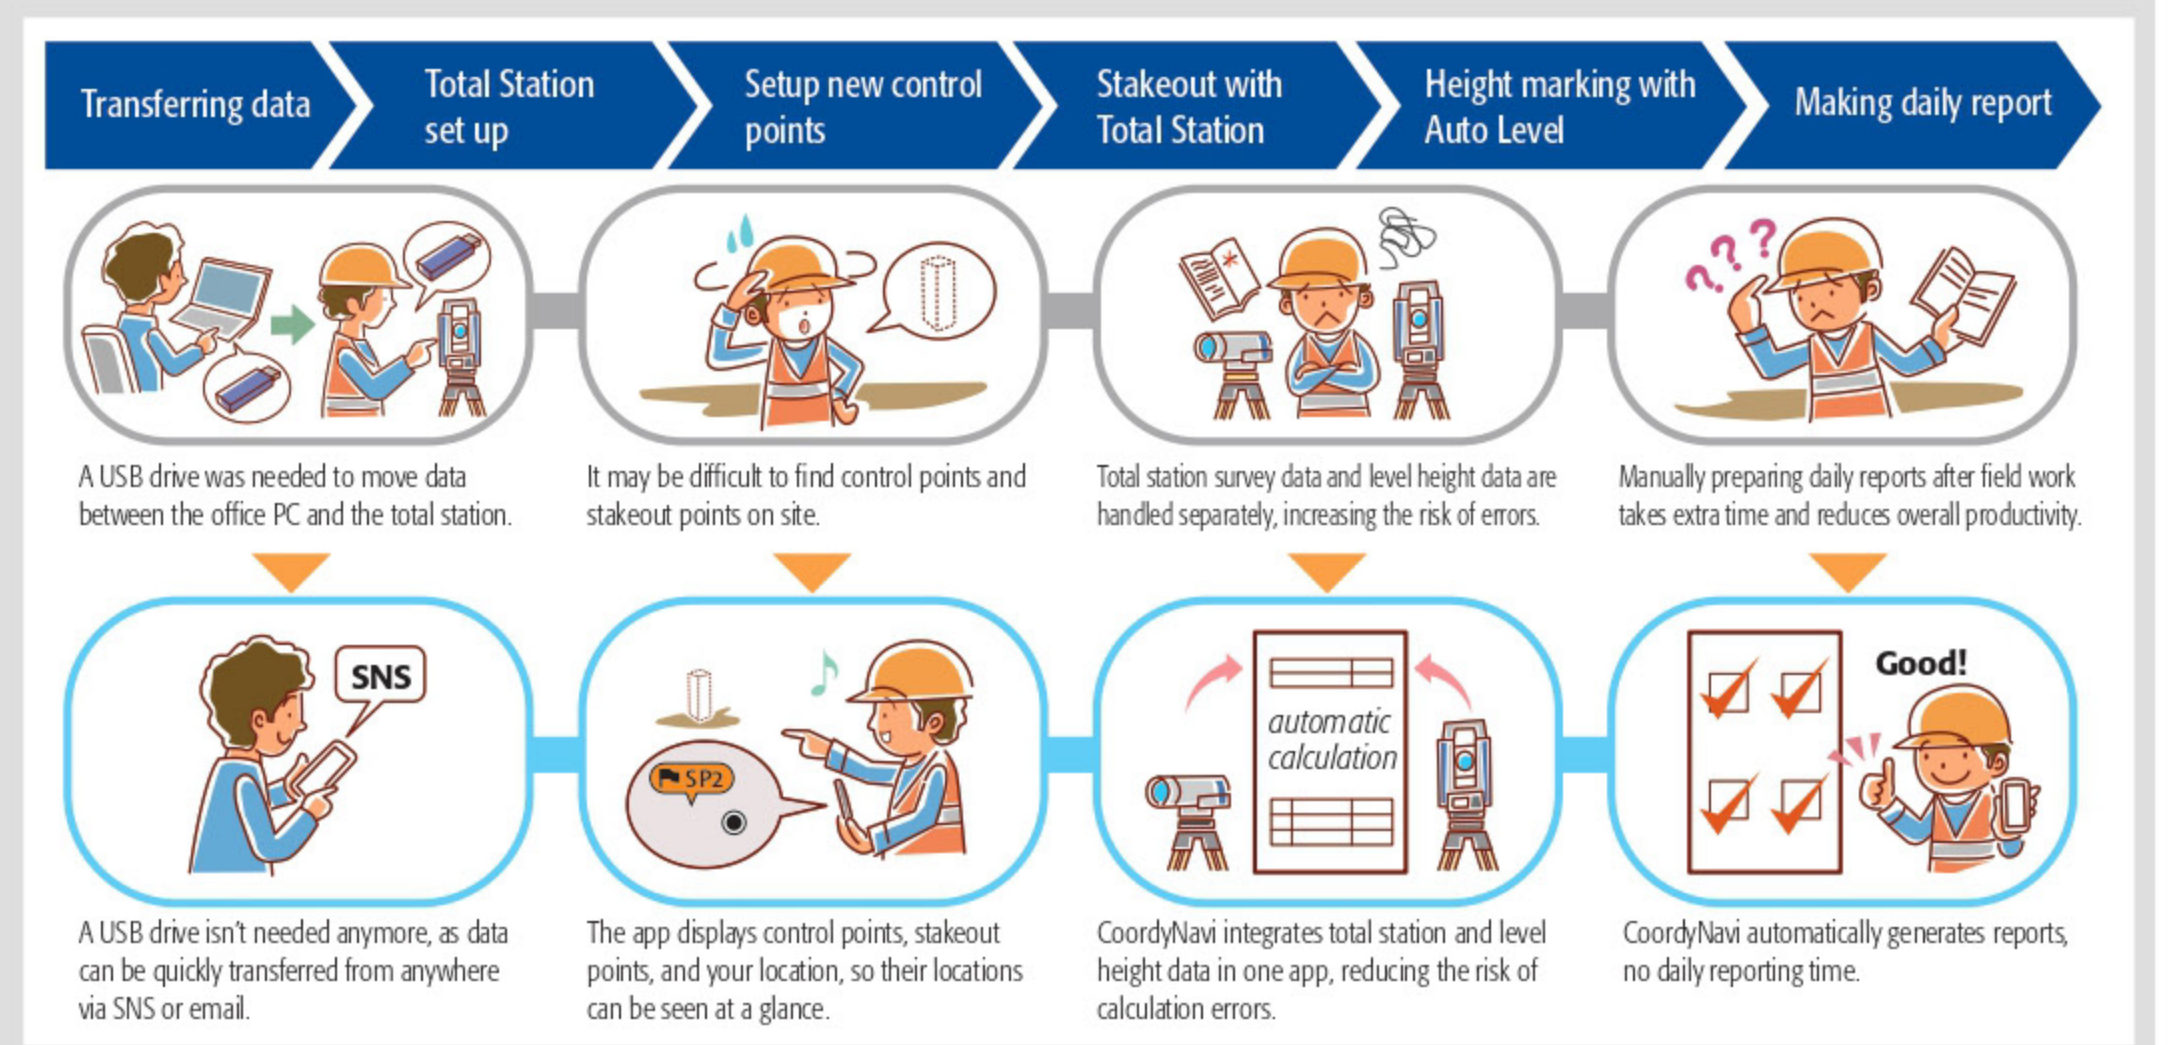 Transferring data
Total Station
set up
Setup new control
points
Stakeout with
Total Station
Height marking with
Auto Level
Making daily report
A USB drive was needed to move data
between the office PC and the total station.
It may be difficult to find control points and
stakeout points on site.
Total station survey data and level height data are
handled separately, increasing the risk of errors.
Manually preparing daily reports after field work
takes extra time and reduces overall productivity.
SNS
SP2
automatic
calculation
Good!
A USB drive isn't needed anymore, as data
can be quickly transferred from anywhere
via SNS or email.
The app displays control points, stakeout
points, and your location, so their locations
can be seen at a glance.
CoordyNavi integrates total station and level
height data in one app, reducing the risk of
calculation errors.
CoordyNavi automatically generates reports,
no daily reporting time.